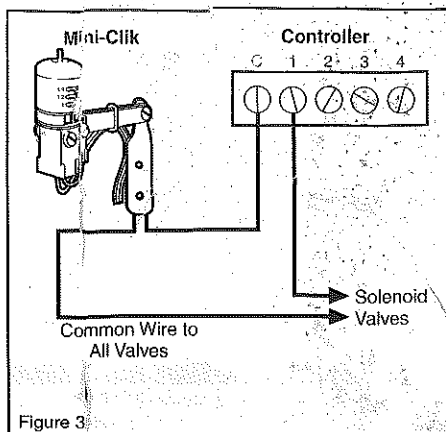 Mini-Clik
Controller
C 1 2 3 4
Solenoid
Valves
Common Wire to
All Valves
Figure 3